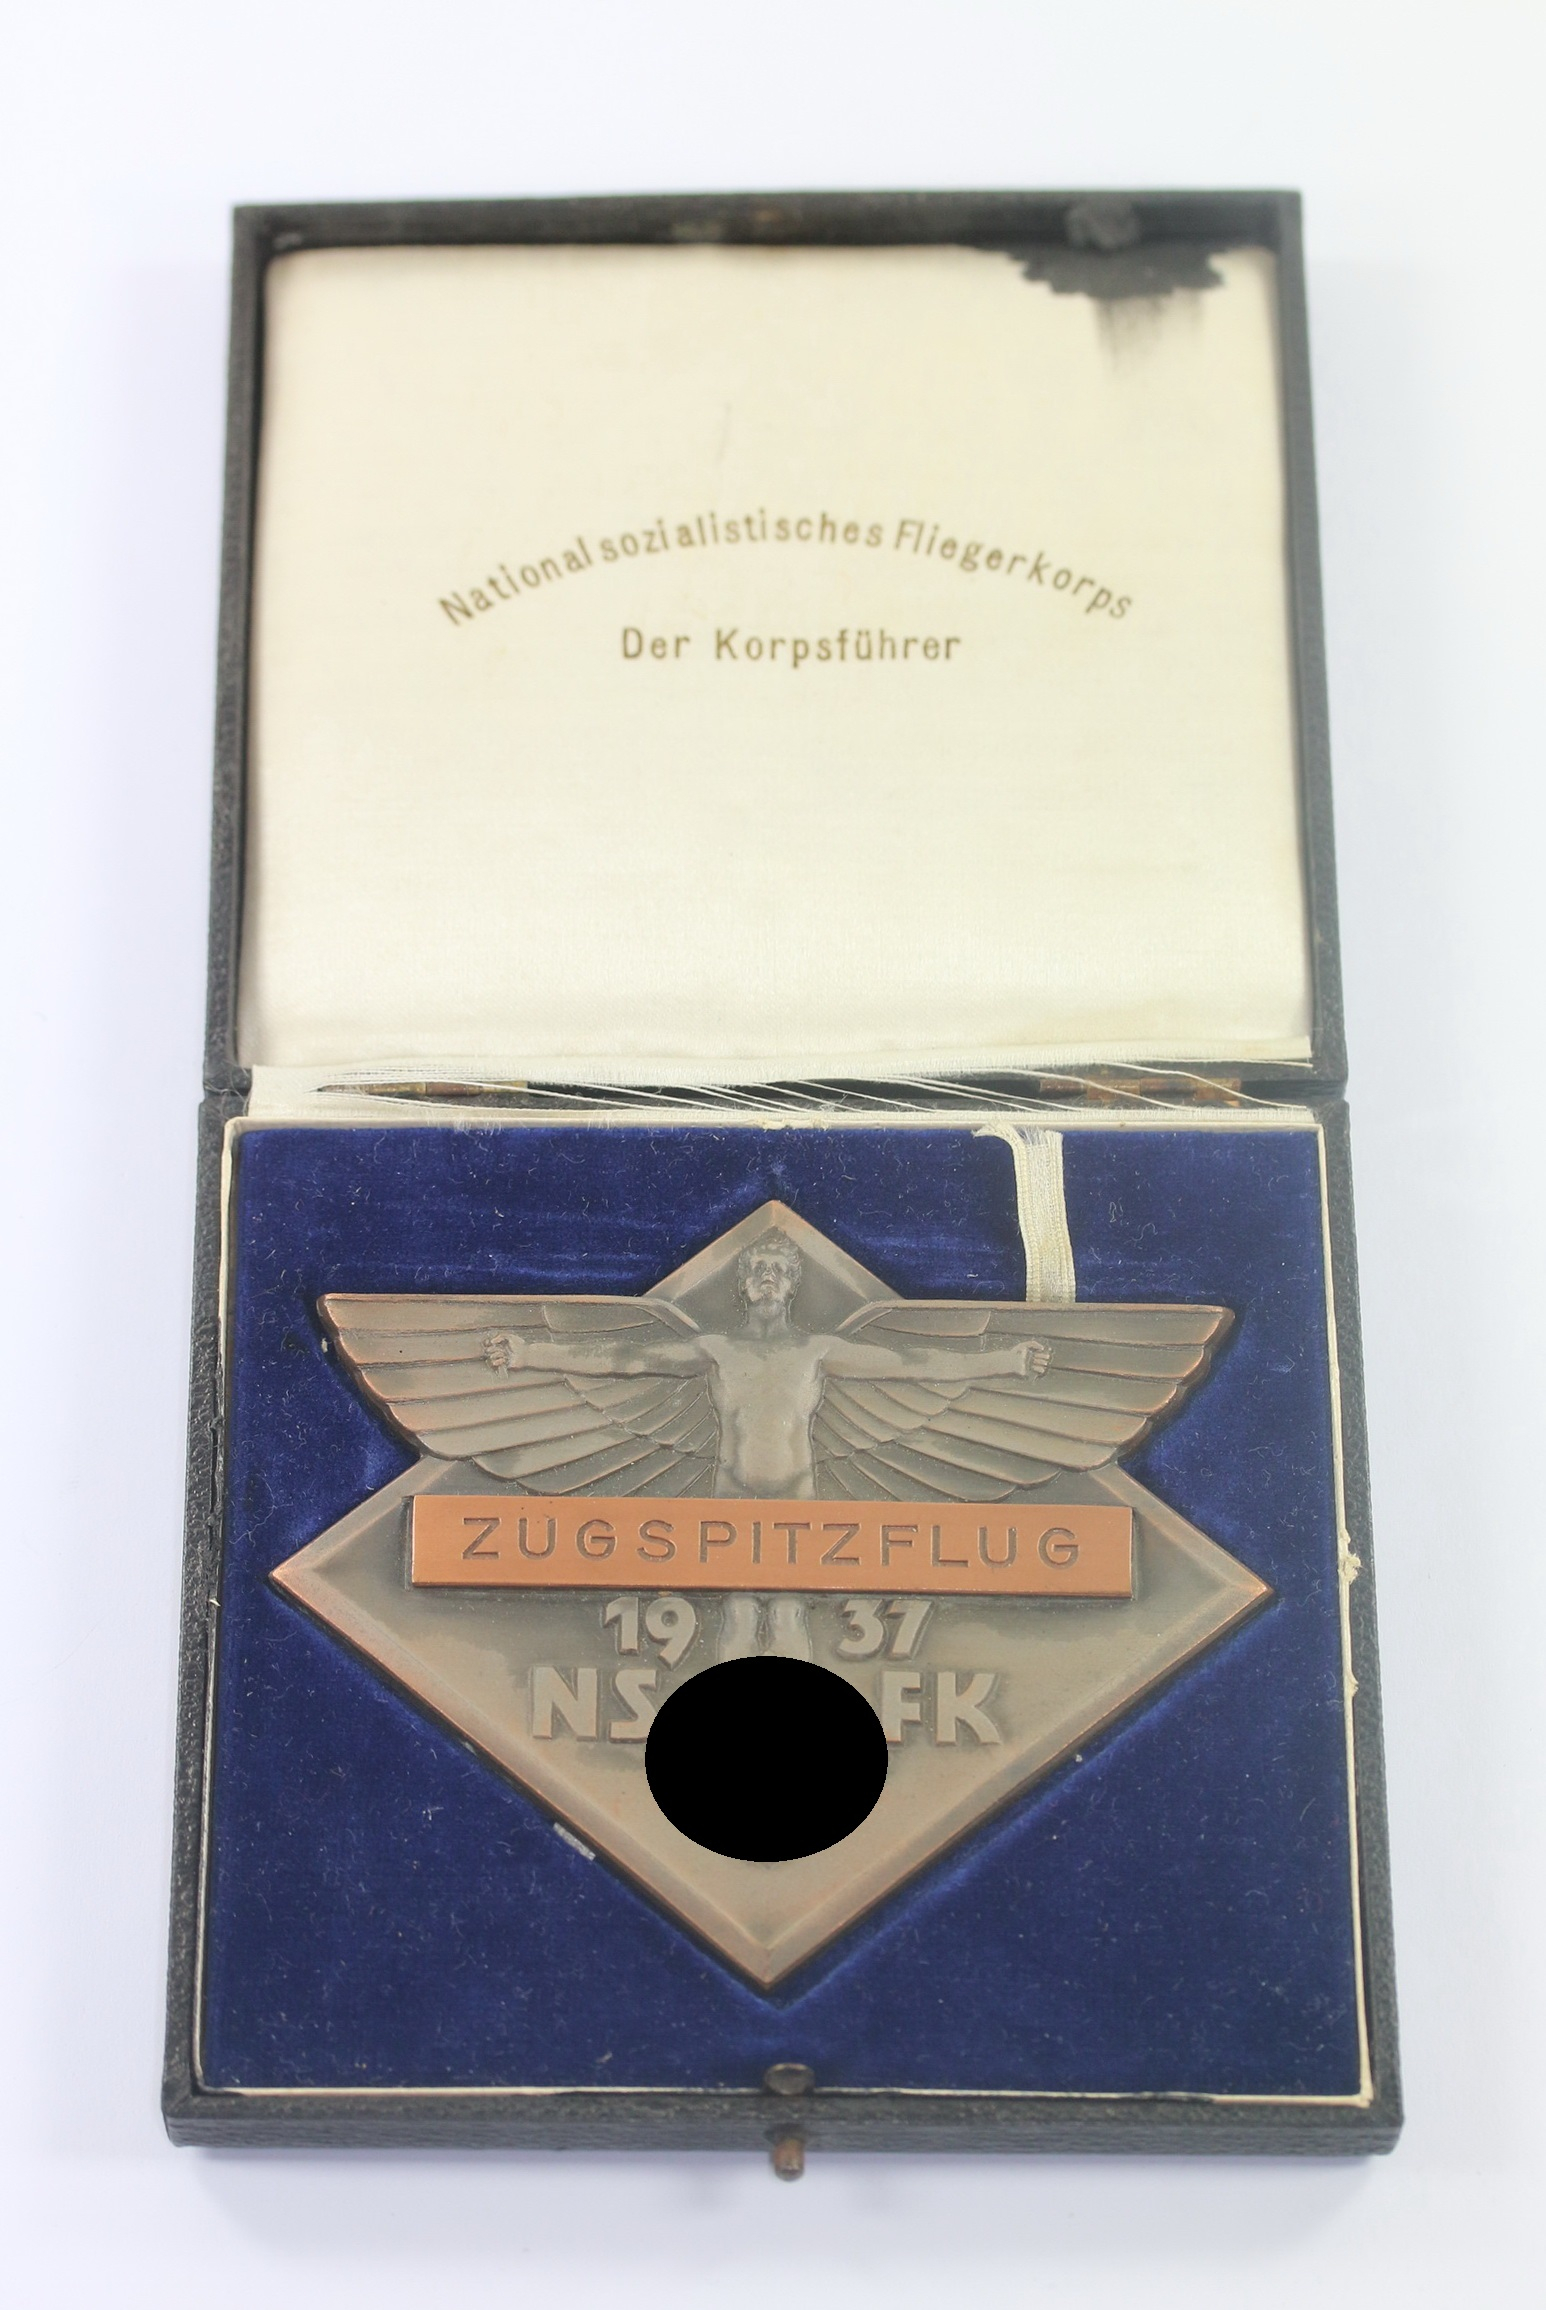 Nationalsozialistisches Fliegerkorps
Der Korpsführer
ZUGSPITZFLUG
19 37
NS FK